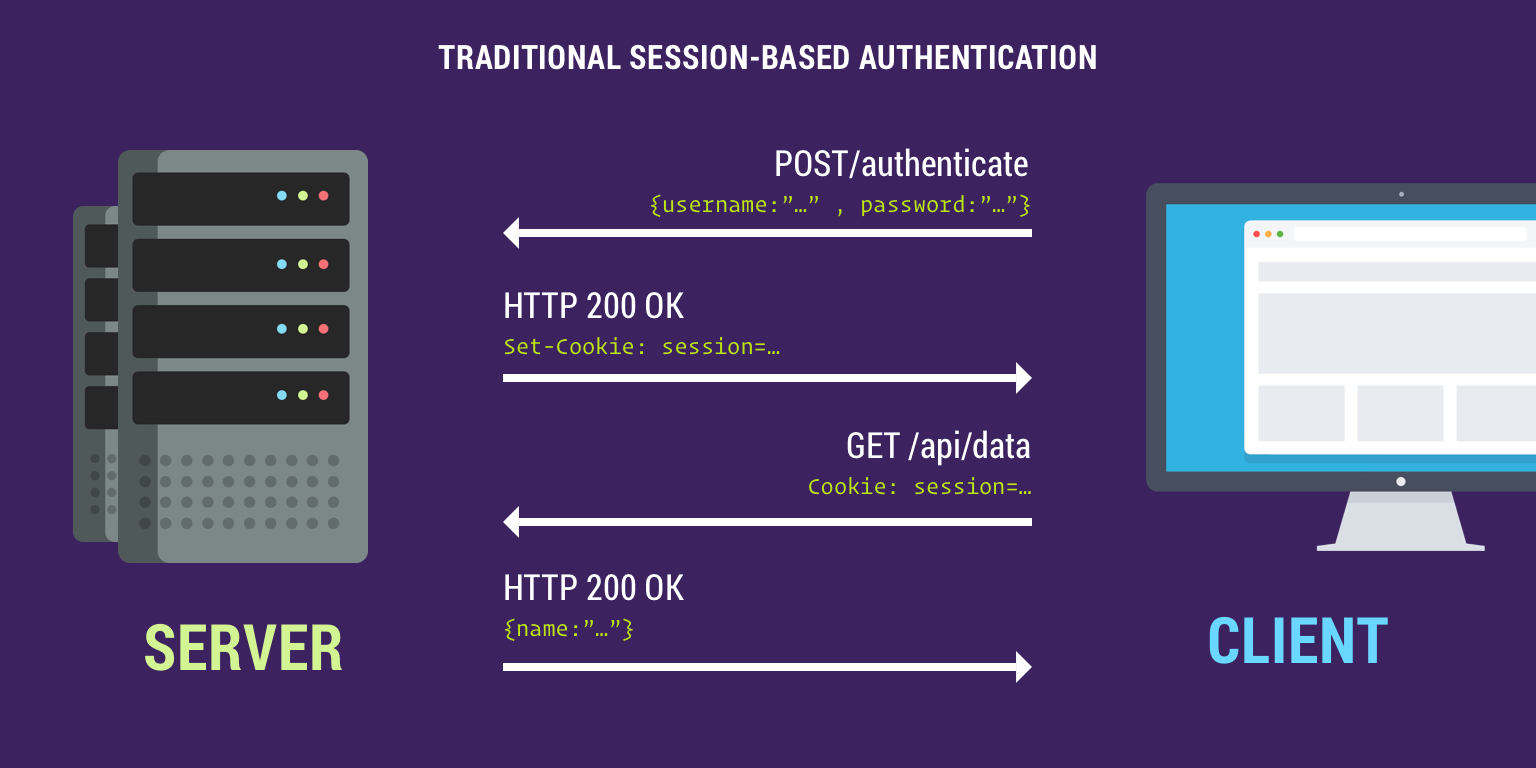 TRADITIONAL SESSION-BASED AUTHENTICATION
POST/authenticate
{username:”…” , password:”…”}
HTTP 200 OK
Set-Cookie: session=…
GET /api/data
Cookie: session=…
HTTP 200 OK
{name:”…”}
SERVER
CLIENT